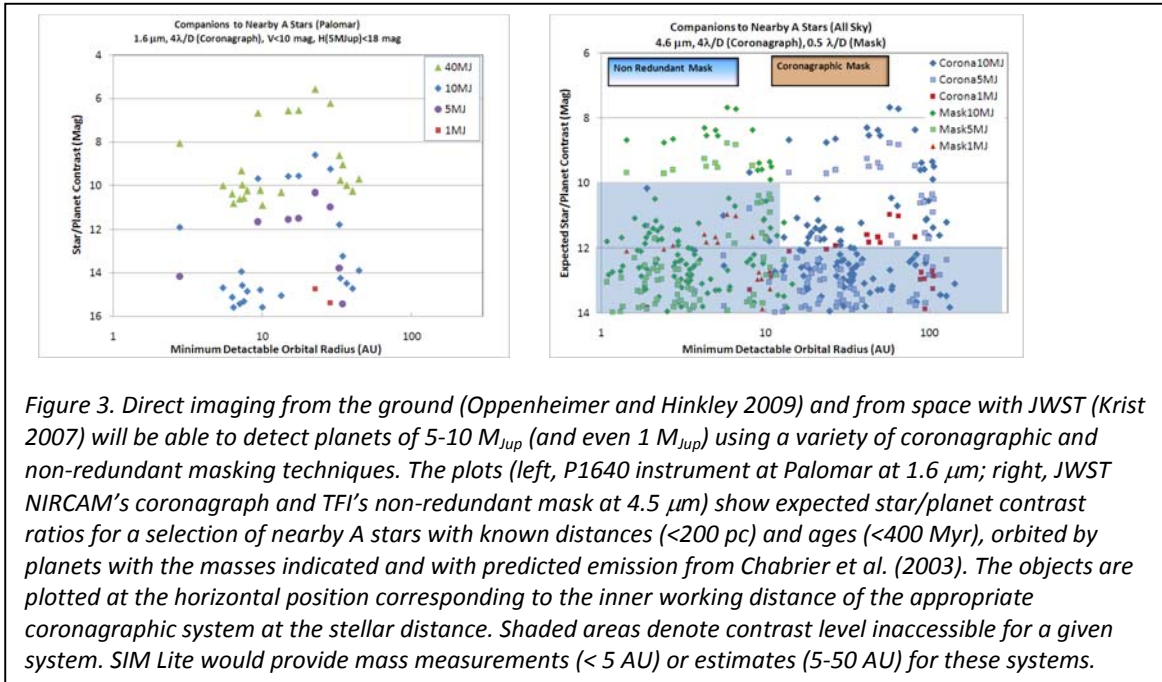 Companions to Nearby A Stars (Palomar)
1.6 μm, 4λ/D (Coronagraph), V<10 mag, H(5MJup)<18 mag
Star/Planet Contrast (Mag)
4
6
8
10
12
14
16
40MJ
10MJ
5MJ
1MJ
1
10
100
Minimum Detectable Orbital Radius (AU)
Companions to Nearby A Stars (All Sky)
4.6 μm, 4λ/D (Coronagraph), 0.5 λ/D (Mask)
Expected Star/Planet Contrast (Mag)
6
8
10
12
14
Non Redundant Mask
Coronagraphic Mask
Corona10MJ
Corona5MJ
Corona1MJ
Mask10MJ
Mask5MJ
Mask1MJ
1
10
100
Minimum Detectable Orbital Radius (AU)
Figure 3. Direct imaging from the ground (Oppenheimer and Hinkley 2009) and from space with JWST (Krist
2007) will be able to detect planets of 5-10 MJup (and even 1 MJup) using a variety of coronagraphic and
non-redundant masking techniques. The plots (left, P1640 instrument at Palomar at 1.6 μm; right, JWST
NIRCAM’s coronagraph and TFI’s non-redundant mask at 4.5 μm) show expected star/planet contrast
ratios for a selection of nearby A stars with known distances (<200 pc) and ages (<400 Myr), orbited by
planets with the masses indicated and with predicted emission from Chabrier et al. (2003). The objects are
plotted at the horizontal position corresponding to the inner working distance of the appropriate
coronagraphic system at the stellar distance. Shaded areas denote contrast level inaccessible for a given
system. SIM Lite would provide mass measurements (< 5 AU) or estimates (5-50 AU) for these systems.